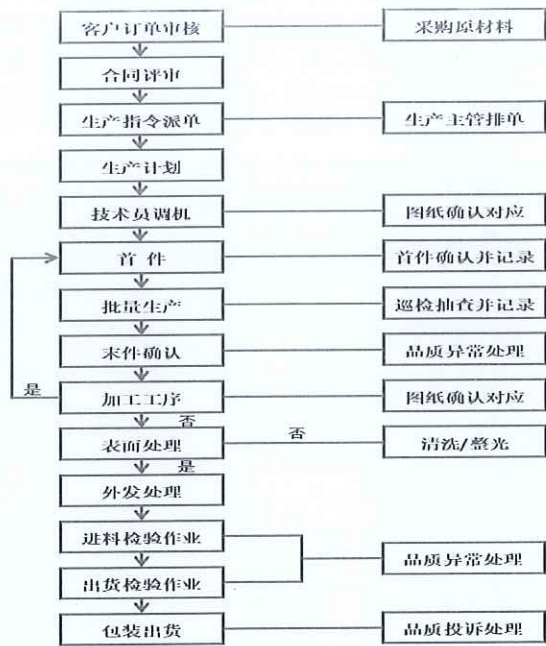 客户订单审核 采购原材料
合同评审
生产指令派单 生产主管排单
生产计划
技术员调机 图纸确认对应
首 件 首件确认并记录
批量生产 巡检抽查并记录
末件确认 品质异常处理
是 加工工序 图纸确认对应
否
表面处理 否 清洗/整光
是
外发处理
进料检验作业
品质异常处理
出货检验作业
包装出货 品质投诉处理